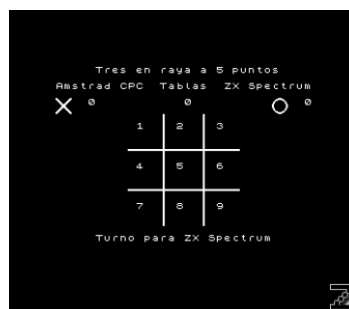 Tres en raya a 5 puntos
Amstrad CPC Tablas ZX Spectrum
0 0 0
1 2 3
4 5 6
7 8 9
Turno para ZX Spectrum